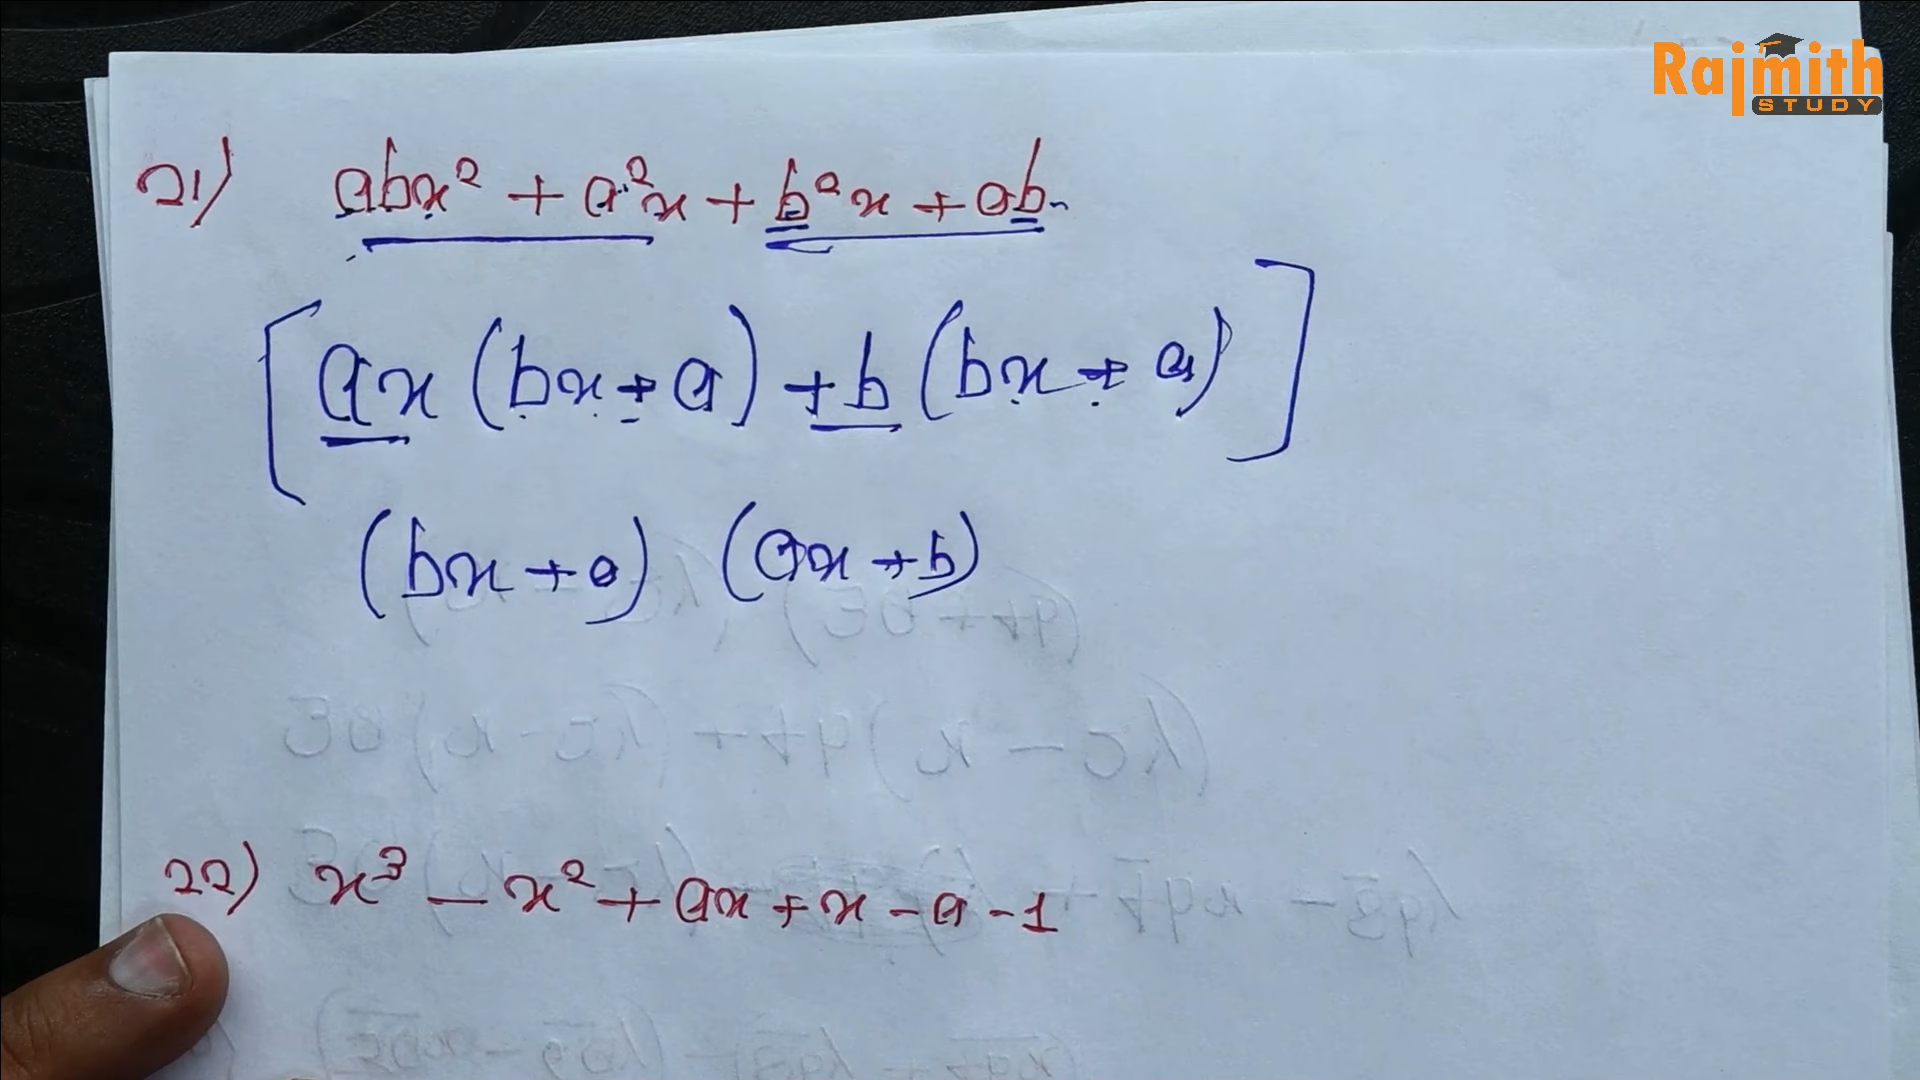 Rajmith
STUDY
21) abx² + a²x + b²x + ab
[ax (bx + a) + b (bx + a)]
(bx + a) (ax + b)
22) x³ - x² + ax + x - a - 1